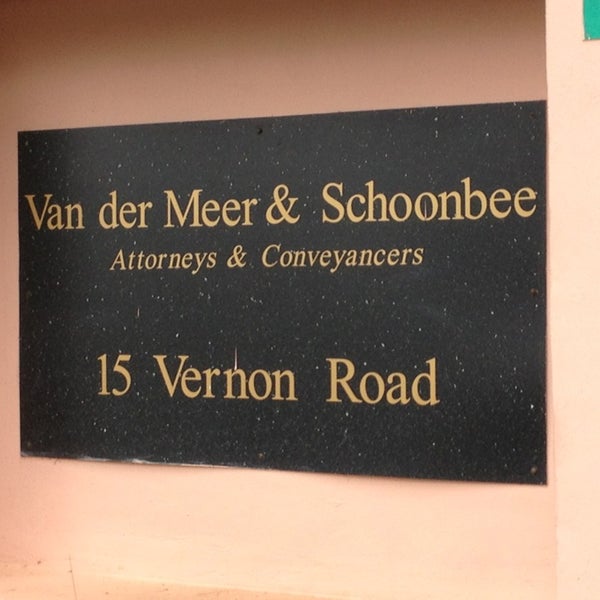 Van der Meer & Schoonbee
Attorneys & Conveyancers
15 Vernon Road